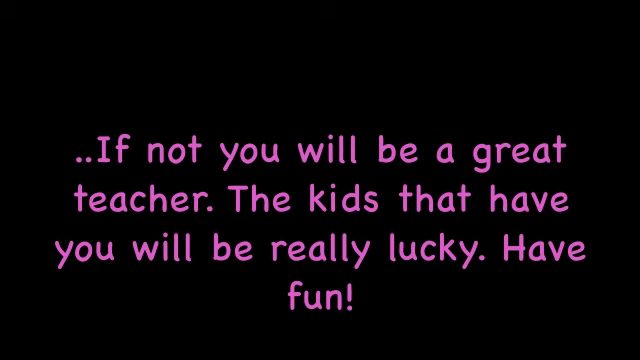 ..If not you will be a great
teacher. The kids that have
you will be really lucky. Have
fun!